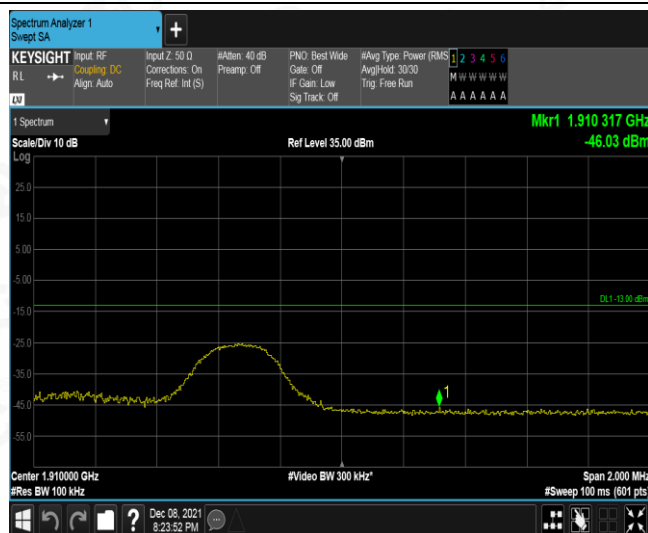 Spectrum Analyzer 1
Swept SA
+
KEYSIGHT
RL
Input: RF
Coupling: DC
Align: Auto
Input Z: 50 Ω
Corrections: On
Freq Ref: Int (S)
#Atten: 40 dB
Preamp: Off
PNO: Best Wide
Gate: Off
IF Gain: Low
Sig Track: Off
#Avg Type: Power (RMS
Avg|Hold: 30/30
Trig: Free Run
1 2 3 4 5 6
M W W W W W
A A A A A A
1 Spectrum
Scale/Div 10 dB
Log
Ref Level 35.00 dBm
Mkr1 1.910 317 GHz
-46.03 dBm
25.0
15.0
5.00
-5.00
DL1 -13.00 dBm
-15.0
-25.0
-35.0
1
-45.0
-55.0
Center 1.910000 GHz
#Res BW 100 kHz
#Video BW 300 kHz*
Span 2.000 MHz
#Sweep 100 ms (601 pts)
?
Dec 08, 2021
8:23:52 PM